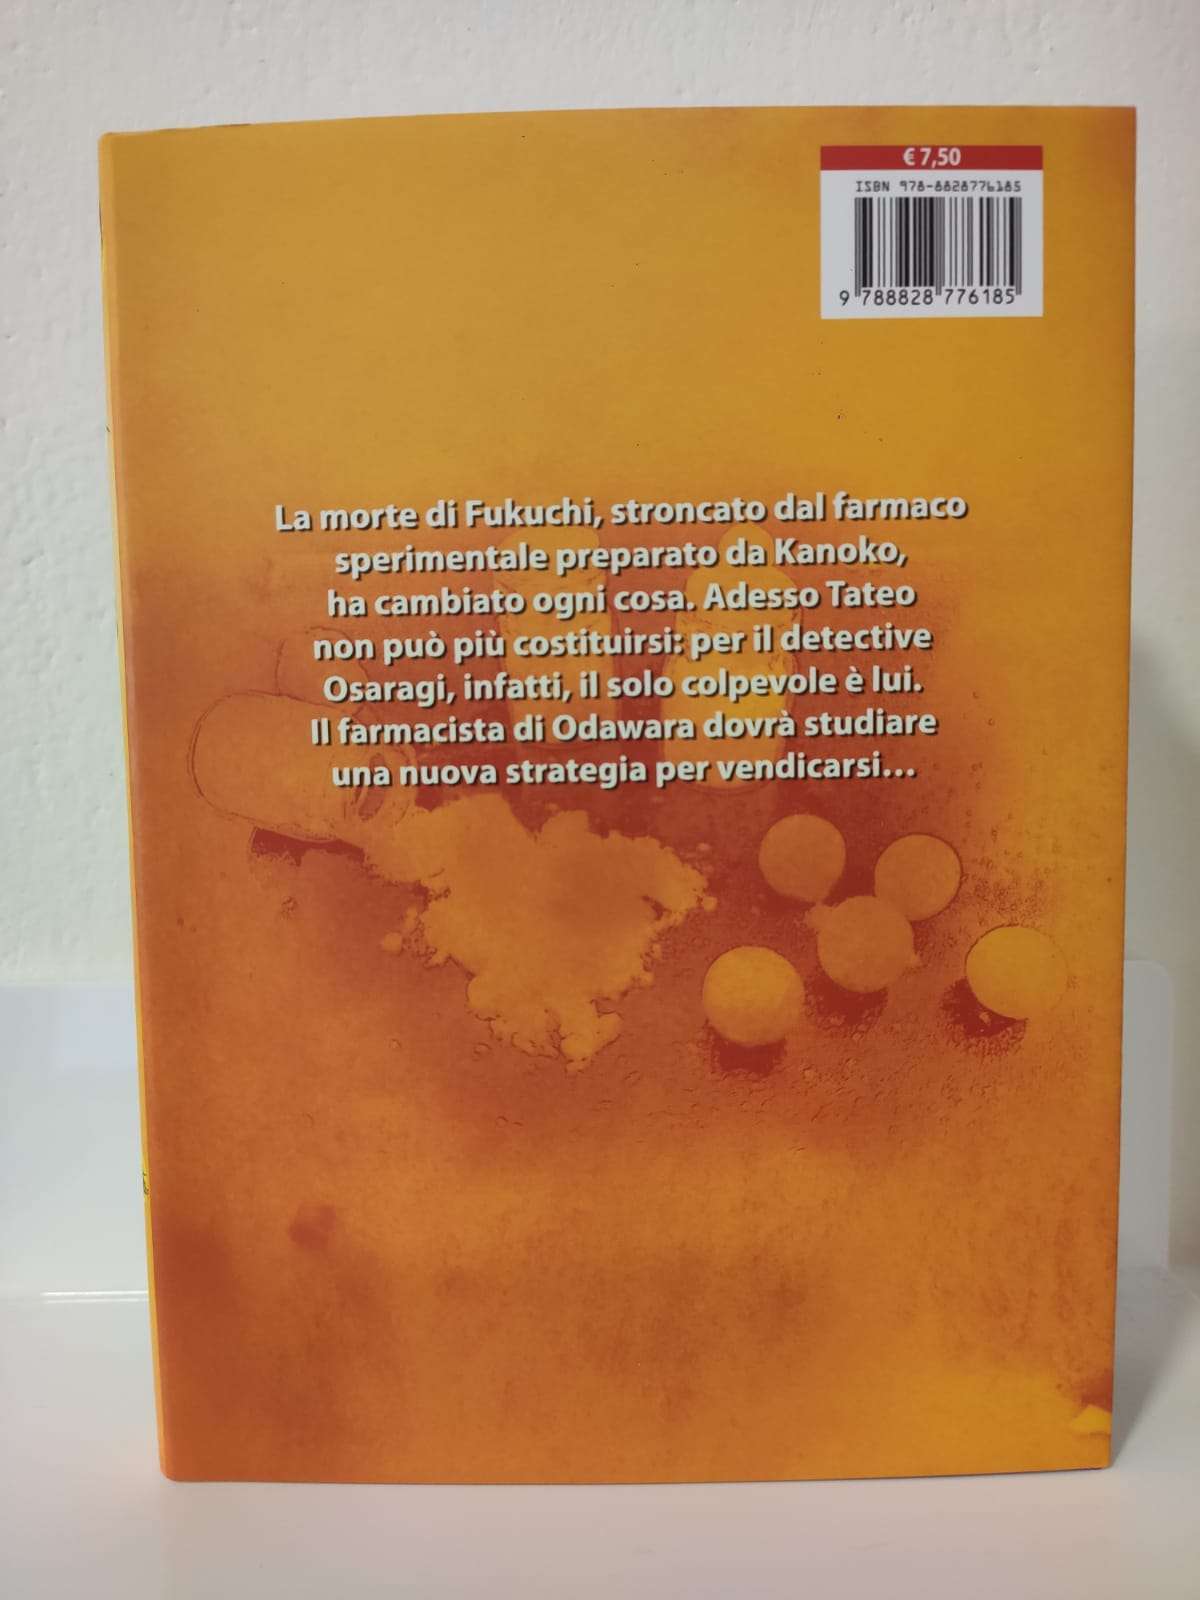 € 7,50
ISBN 978-8828776185
9 788828 776185
La morte di Fukuchi, stroncato dal farmaco
sperimentale preparato da Kanoko,
ha cambiato ogni cosa. Adesso Tateo
non può più costituirsi: per il detective
Osaragi, infatti, il solo colpevole è lui.
Il farmacista di Odawara dovrà studiare
una nuova strategia per vendicarsi...